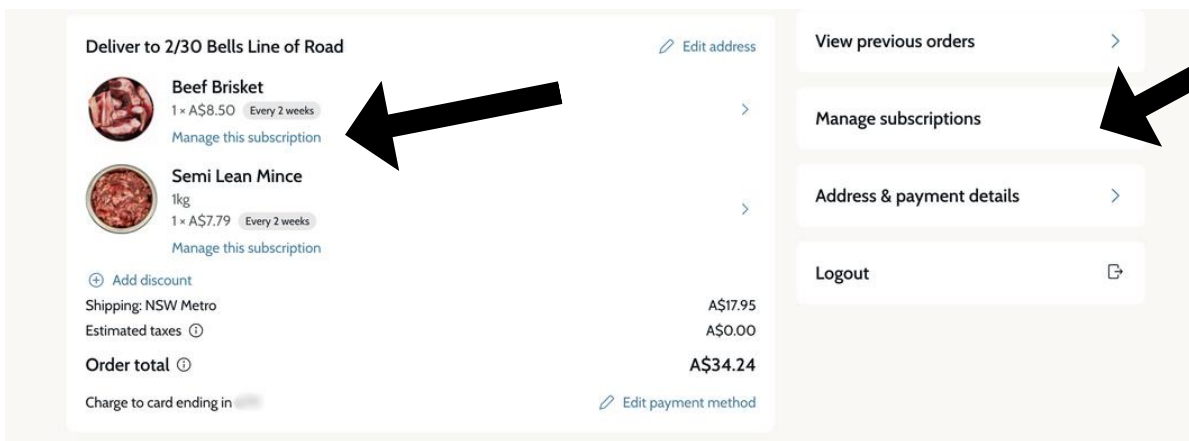 Deliver to 2/30 Bells Line of Road
Edit address
Beef Brisket
1 × A$8.50 Every 2 weeks
Manage this subscription
Semi Lean Mince
1kg
1 × A$7.79 Every 2 weeks
Manage this subscription
Add discount
Shipping: NSW Metro A$17.95
Estimated taxes A$0.00
Order total A$34.24
Charge to card ending in
Edit payment method
View previous orders
Manage subscriptions
Address & payment details
Logout